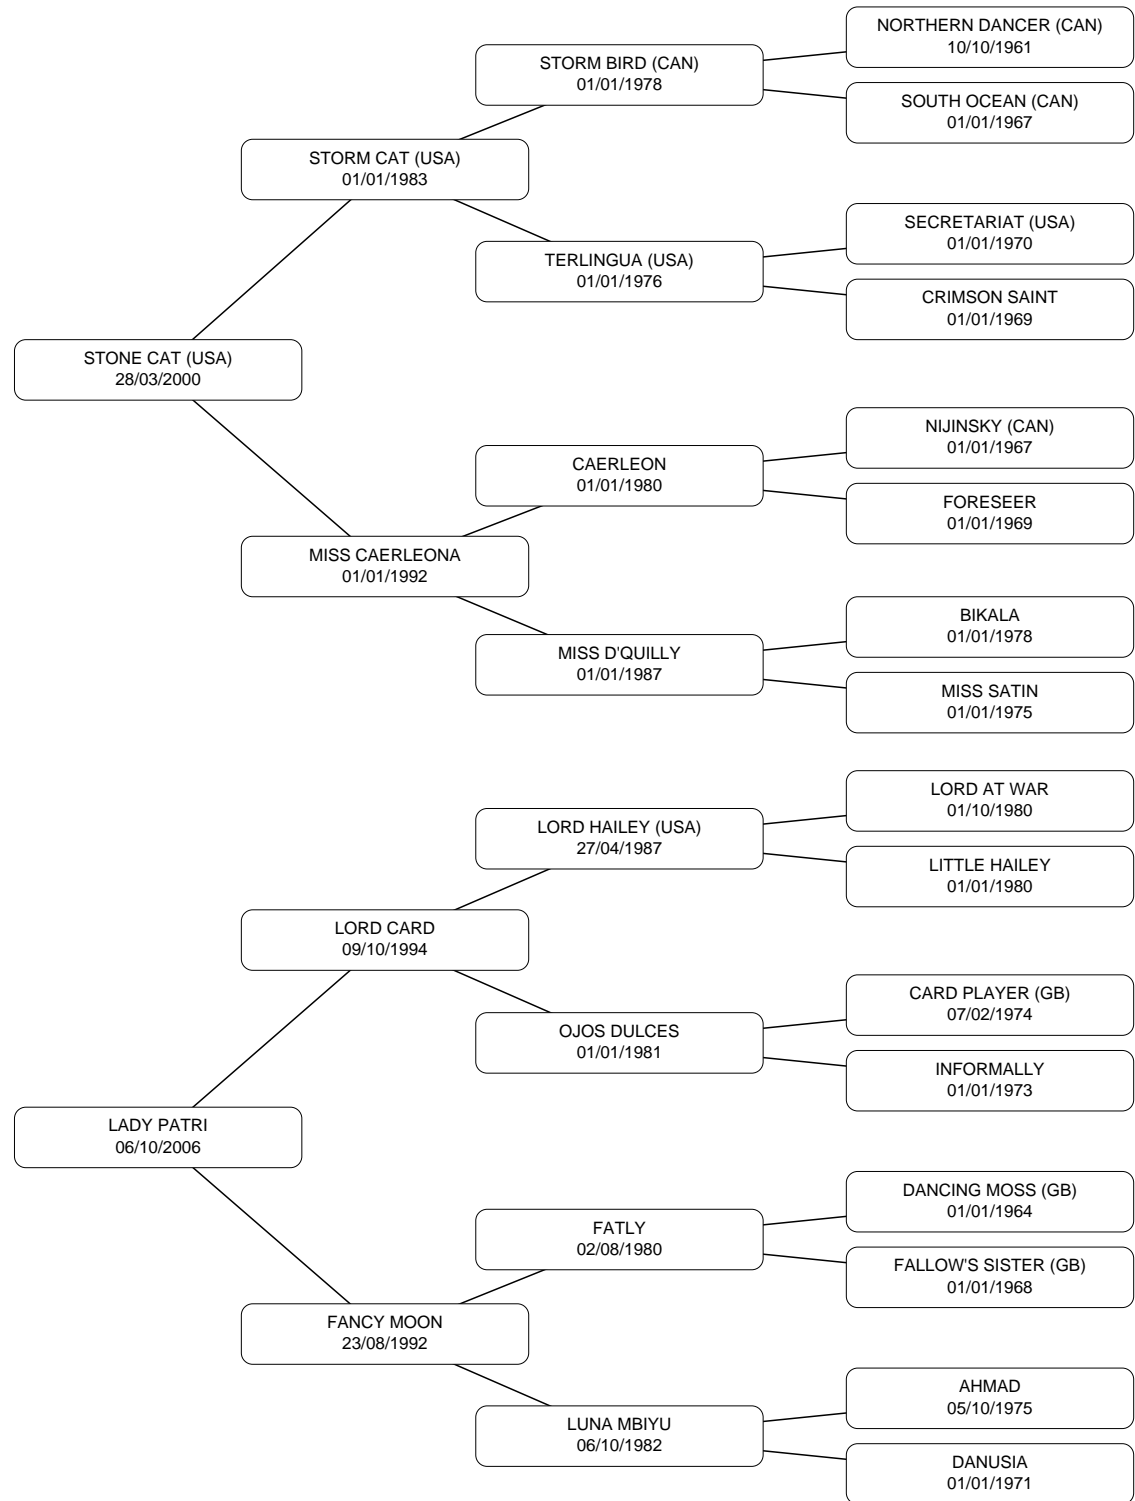 NORTHERN DANCER (CAN)
10/10/1961
STORM BIRD (CAN)
01/01/1978
SOUTH OCEAN (CAN)
01/01/1967
STORM CAT (USA)
01/01/1983
SECRETARIAT (USA)
01/01/1970
TERLINGUA (USA)
01/01/1976
CRIMSON SAINT
01/01/1969
STONE CAT (USA)
28/03/2000
NIJINSKY (CAN)
01/01/1967
CAERLEON
01/01/1980
FORESEER
01/01/1969
MISS CAERLEONA
01/01/1992
BIKALA
01/01/1978
MISS D'QUILLY
01/01/1987
MISS SATIN
01/01/1975
LORD AT WAR
01/10/1980
LORD HAILEY (USA)
27/04/1987
LITTLE HAILEY
01/01/1980
LORD CARD
09/10/1994
CARD PLAYER (GB)
07/02/1974
OJOS DULCES
01/01/1981
INFORMALLY
01/01/1973
LADY PATRI
06/10/2006
DANCING MOSS (GB)
01/01/1964
FATLY
02/08/1980
FALLOW'S SISTER (GB)
01/01/1968
FANCY MOON
23/08/1992
AHMAD
05/10/1975
LUNA MBIYU
06/10/1982
DANUSIA
01/01/1971